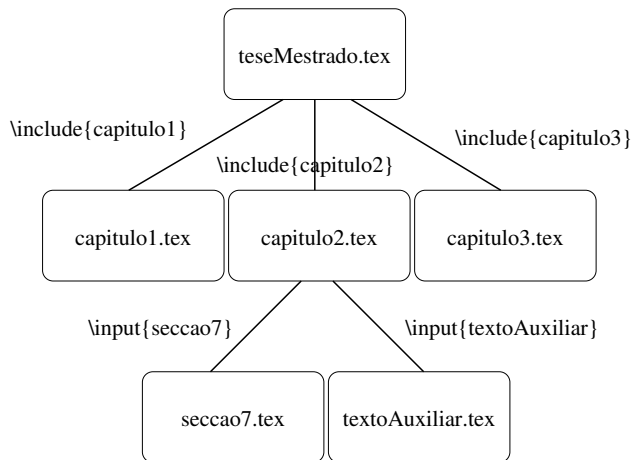 teseMestrado.tex
\include{capitulo1}
\include{capitulo2}
\include{capitulo3}
capitulo1.tex
capitulo2.tex
capitulo3.tex
\input{seccao7}
\input{textoAuxiliar}
seccao7.tex
textoAuxiliar.tex